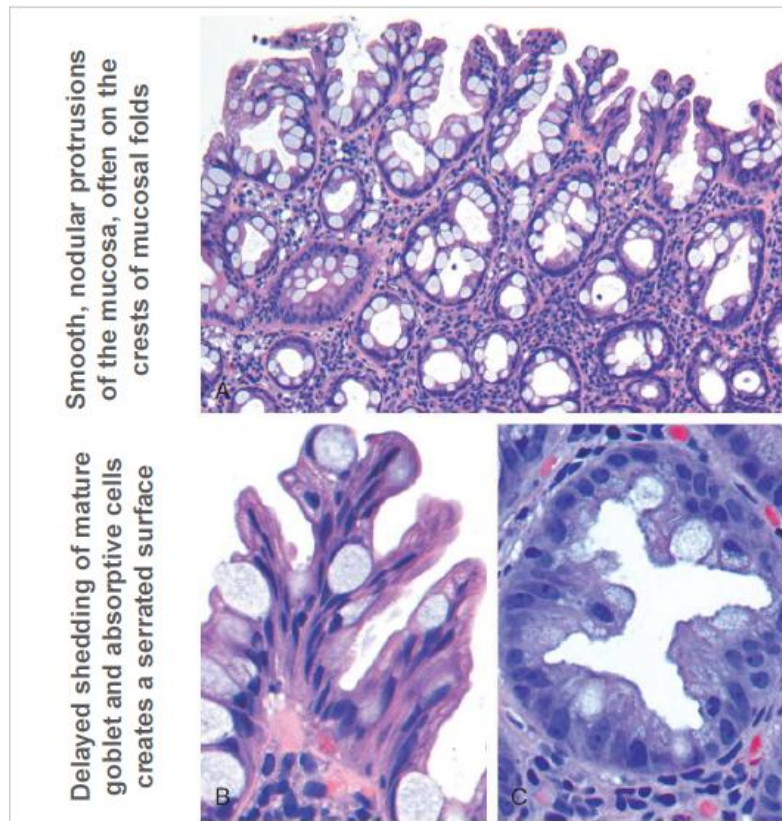 Smooth, nodular protrusions
of the mucosa, often on the
crests of mucosal folds
A
Delayed shedding of mature
goblet and absorptive cells
creates a serrated surface
B
C